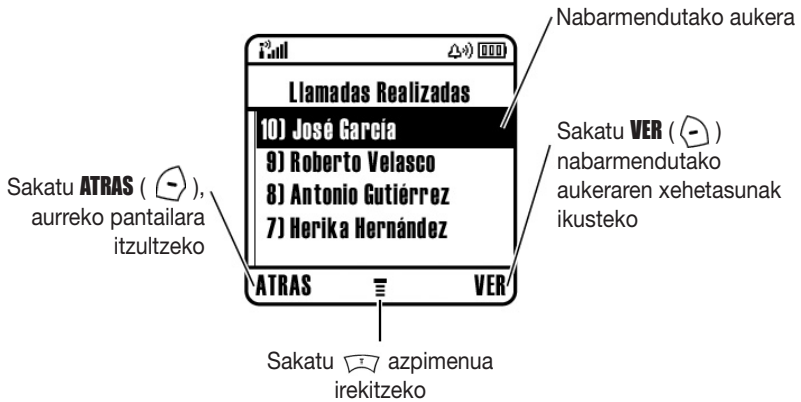 Nabarmendutako aukera
Llamadas Realizadas
10) José García
9) Roberto Velasco
8) Antonio Gutiérrez
7) Herika Hernández
ATRAS
VER
Sakatu ATRAS ( - ),
aurreko pantailara
itzultzeko
Sakatu VER ( - )
nabarmendutako
aukeraren xehetasunak
ikusteko
Sakatu azpimenua
irekitzeko